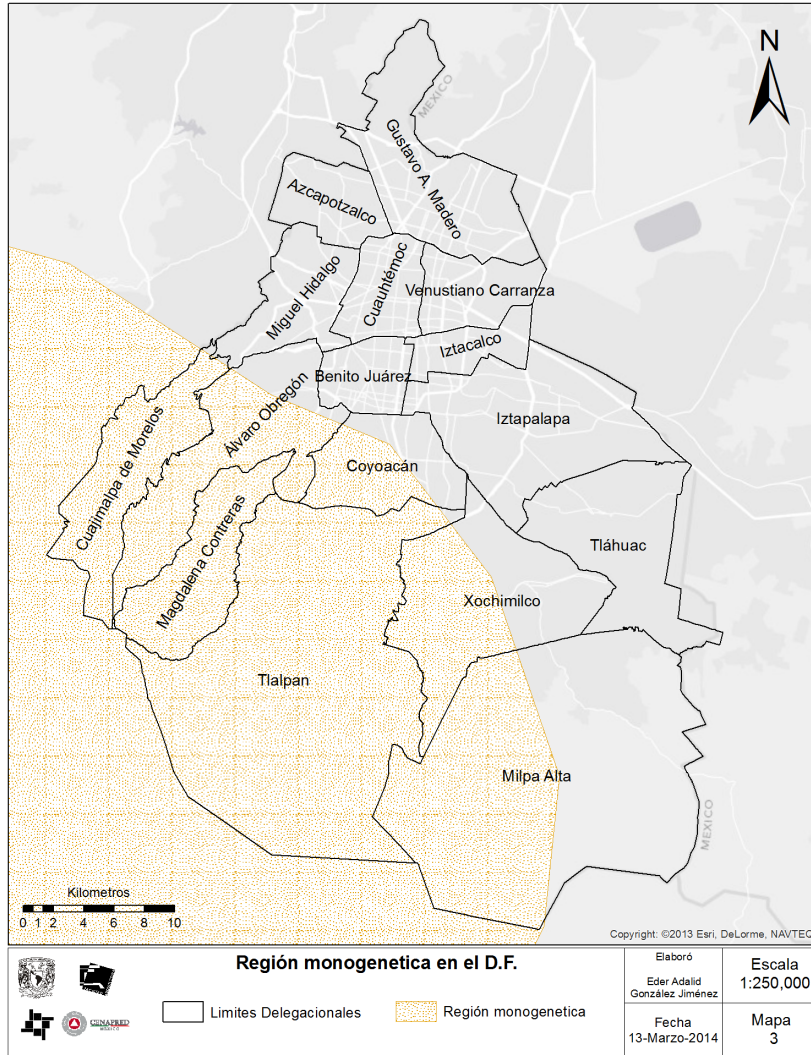 N
MEXICO
Gustavo A. Madero
Azcapotzalco
Miguel Hidalgo
Cuauhtémoc
Venustiano Carranza
Iztacalco
Benito Juárez
Iztapalapa
Álvaro Obregón
Cuajimalpa de Morelos
Coyoacán
Magdalena Contreras
Tláhuac
Xochimilco
Tlalpan
Milpa Alta
MEXICO
Kilometros
0 1 2 4 6 8 10
Copyright: ©2013 Esri, DeLorme, NAVTEQ
Región monogenetica en el D.F.
Limites Delegacionales
Región monogenetica
CENAPRED
MÉXICO
Elaboró
Eder Adalid
González Jiménez
Escala
1:250,000
Fecha
13-Marzo-2014
Mapa
3